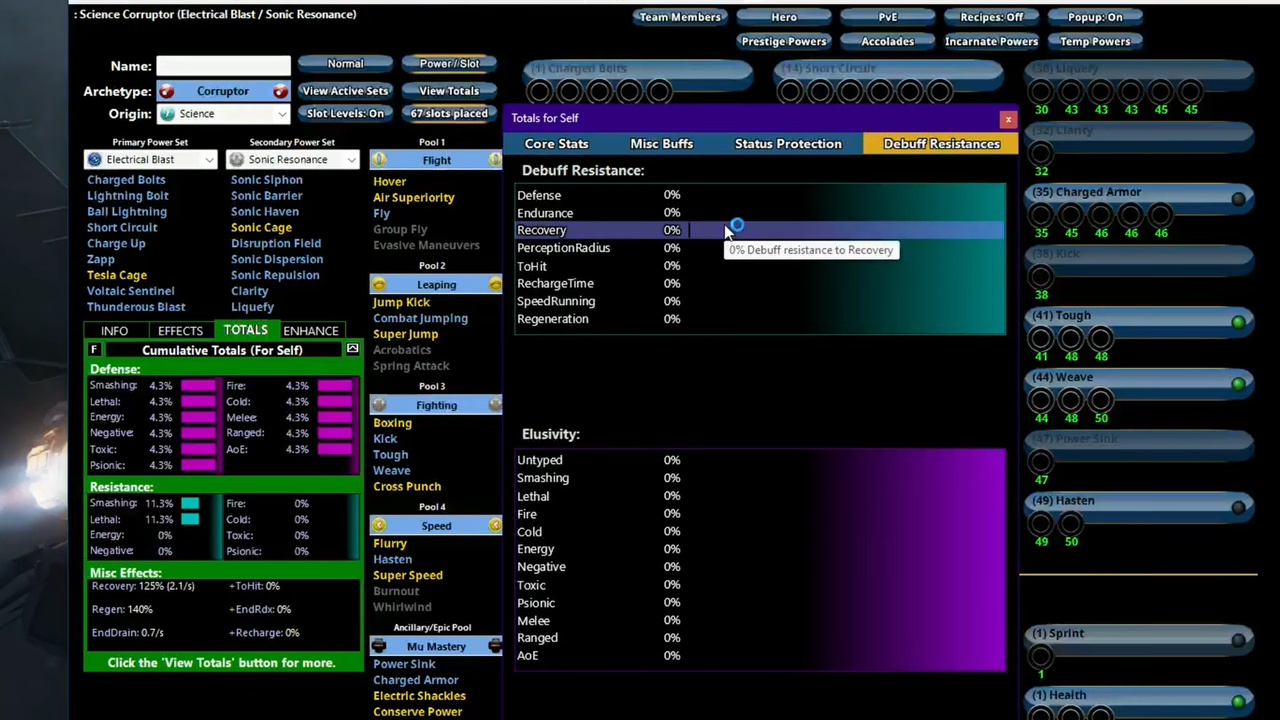 : Science Corruptor (Electrical Blast / Sonic Resonance)
Team Members
Hero
PvE
Recipes: Off
Popup: On
Prestige Powers
Accolades
Incarnate Powers
Temp Powers
Name:
Normal
Power / Slot
Archetype:
Corruptor
View Active Sets
View Totals
Origin:
Science
Slot Levels: On
67 slots placed
Primary Power Set
Secondary Power Set
Electrical Blast
Sonic Resonance
Charged Bolts
Lightning Bolt
Ball Lightning
Short Circuit
Charge Up
Zapp
Tesla Cage
Voltaic Sentinel
Thunderous Blast
Sonic Siphon
Sonic Barrier
Sonic Haven
Sonic Cage
Disruption Field
Sonic Dispersion
Sonic Repulsion
Clarity
Liquefy
INFO
EFFECTS
TOTALS
ENHANCE
F
Cumulative Totals (For Self)
Defense:
Smashing: 4.3%
Fire: 4.3%
Lethal: 4.3%
Cold: 4.3%
Energy: 4.3%
Melee: 4.3%
Negative: 4.3%
Ranged: 4.3%
Toxic: 4.3%
AoE: 4.3%
Psionic: 4.3%
Resistance:
Smashing: 11.3%
Fire: 0%
Lethal: 11.3%
Cold: 0%
Energy: 0%
Toxic: 0%
Negative: 0%
Psionic: 0%
Misc Effects:
Recovery: 125% (2.1/s)
+ToHit: 0%
Regen: 140%
+EndRdx: 0%
EndDrain: 0.7/s
+Recharge: 0%
Click the 'View Totals' button for more.
Pool 1
Flight
Hover
Air Superiority
Fly
Group Fly
Evasive Maneuvers
Pool 2
Leaping
Jump Kick
Combat Jumping
Super Jump
Acrobatics
Spring Attack
Pool 3
Fighting
Boxing
Kick
Tough
Weave
Cross Punch
Pool 4
Speed
Flurry
Hasten
Super Speed
Burnout
Whirlwind
Ancillary/Epic Pool
Mu Mastery
Power Sink
Charged Armor
Electric Shackles
Conserve Power
(1) Charged Bolts
(14) Short Circuit
Totals for Self
x
Core Stats
Misc Buffs
Status Protection
Debuff Resistances
Debuff Resistance:
Defense 0%
Endurance 0%
Recovery 0%
PerceptionRadius 0%
0% Debuff resistance to Recovery
ToHit 0%
RechargeTime 0%
SpeedRunning 0%
Regeneration 0%
Elusivity:
Untyped 0%
Smashing 0%
Lethal 0%
Fire 0%
Cold 0%
Energy 0%
Negative 0%
Toxic 0%
Psionic 0%
Melee 0%
Ranged 0%
AoE 0%
(30) Liquefy
30 43 43 43 45 45
(32) Clarity
32
(35) Charged Armor
35 45 46 46 46
(38) Kick
38
(41) Tough
41 48 48
(44) Weave
44 48 50
(47) Power Sink
47
(49) Hasten
49 50
(1) Sprint
1
(1) Health